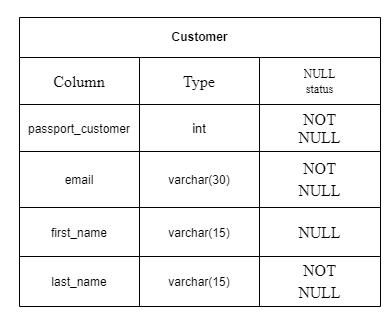 Customer
Column Type NULL
status
passport_customer int NOT
NULL
email varchar(30) NOT
NULL
first_name varchar(15) NULL
last_name varchar(15) NOT
NULL